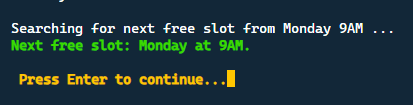 Searching for next free slot from Monday 9AM ...
Next free slot: Monday at 9AM.
Press Enter to continue...